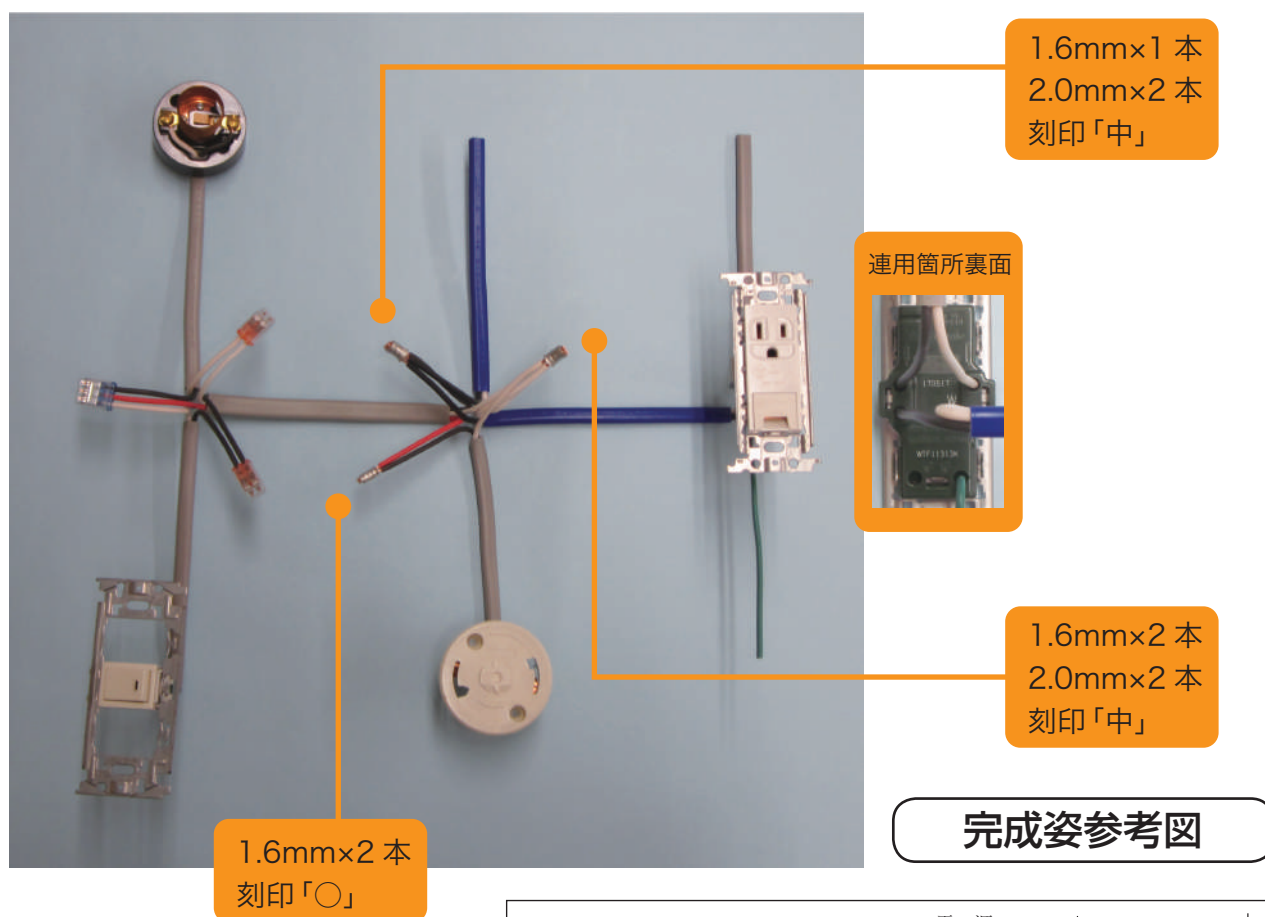 1.6mm×1 本
2.0mm×2 本
刻印「中」
連用箇所裏面
W
1.6mm×2 本
2.0mm×2 本
刻印「中」
完成姿参考図
1.6mm×2 本
刻印「○」